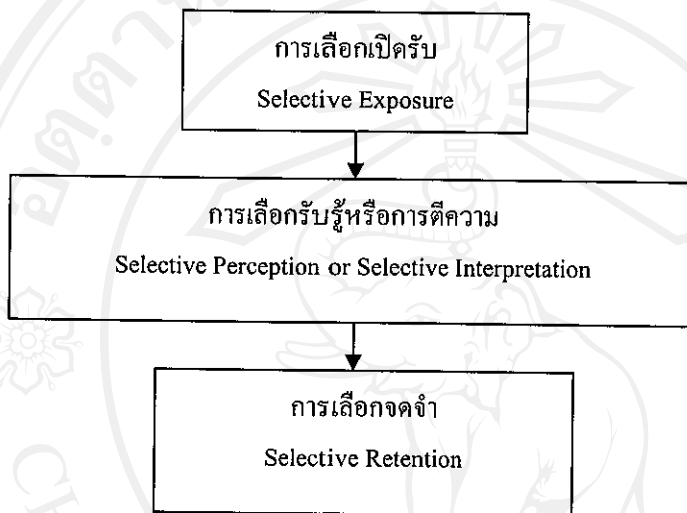 การเลือกเปิดรับ
Selective Exposure
การเลือกรับรู้หรือการตีความ
Selective Perception or Selective Interpretation
การเลือกจดจำ
Selective Retention